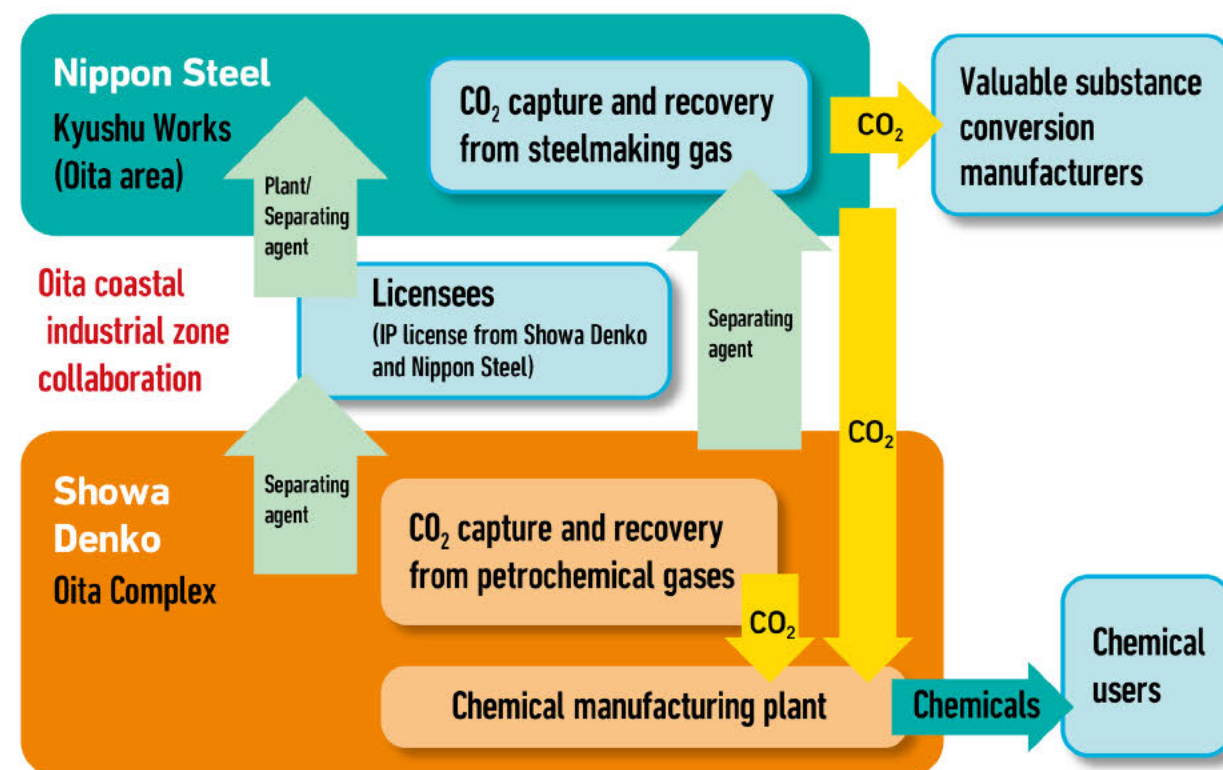 Nippon Steel
Kyushu Works
(Oita area)
Plant/
Separating
agent
CO₂ capture and recovery
from steelmaking gas
CO₂
Valuable substance
conversion
manufacturers
Oita coastal
industrial zone
collaboration
Licensees
(IP license from Showa Denko
and Nippon Steel)
Separating
agent
CO₂
Showa
Denko
Oita Complex
Separating
agent
CO₂ capture and recovery
from petrochemical gases
CO₂
Chemical manufacturing plant
Chemicals
Chemical
users